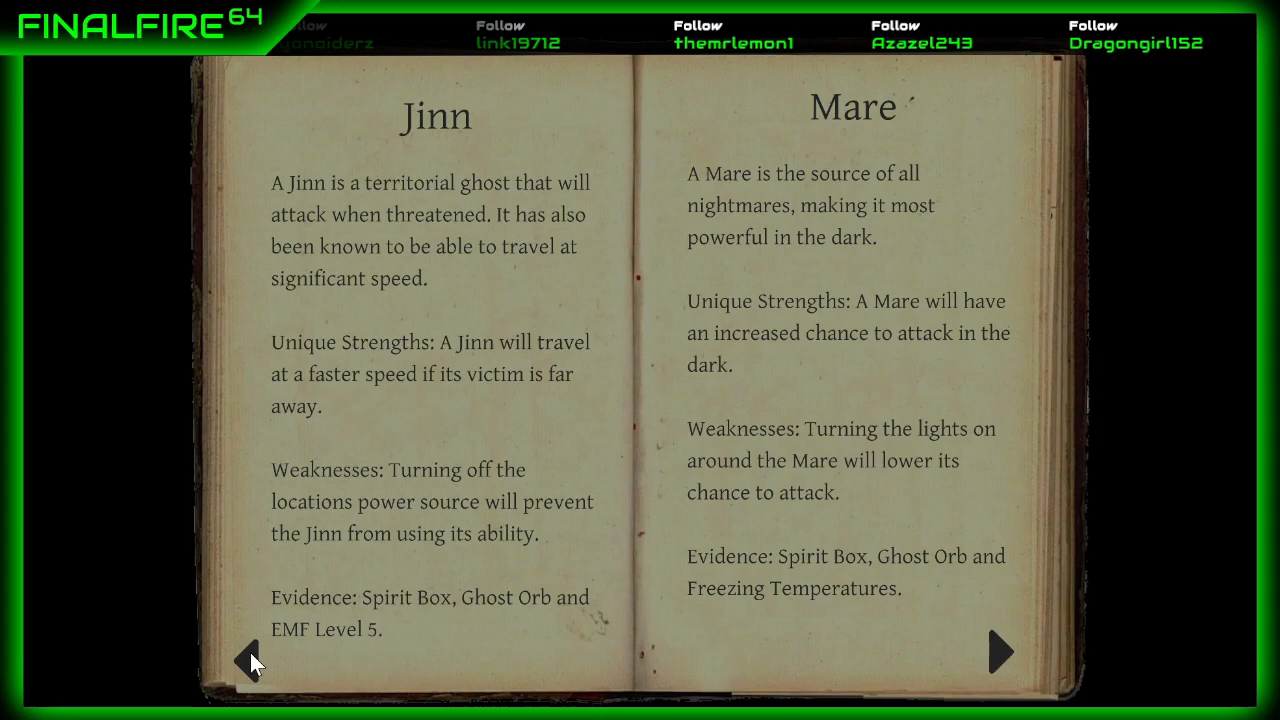 FINALFIRE64
Follow Follow Follow Follow
link19712 themrlemon1 Azazel243 Dragongirl152
Jinn
A Jinn is a territorial ghost that will
attack when threatened. It has also
been known to be able to travel at
significant speed.
Unique Strengths: A Jinn will travel
at a faster speed if its victim is far
away.
Weaknesses: Turning off the
locations power source will prevent
the Jinn from using its ability.
Evidence: Spirit Box, Ghost Orb and
EMF Level 5.
Mare
A Mare is the source of all
nightmares, making it most
powerful in the dark.
Unique Strengths: A Mare will have
an increased chance to attack in the
dark.
Weaknesses: Turning the lights on
around the Mare will lower its
chance to attack.
Evidence: Spirit Box, Ghost Orb and
Freezing Temperatures.